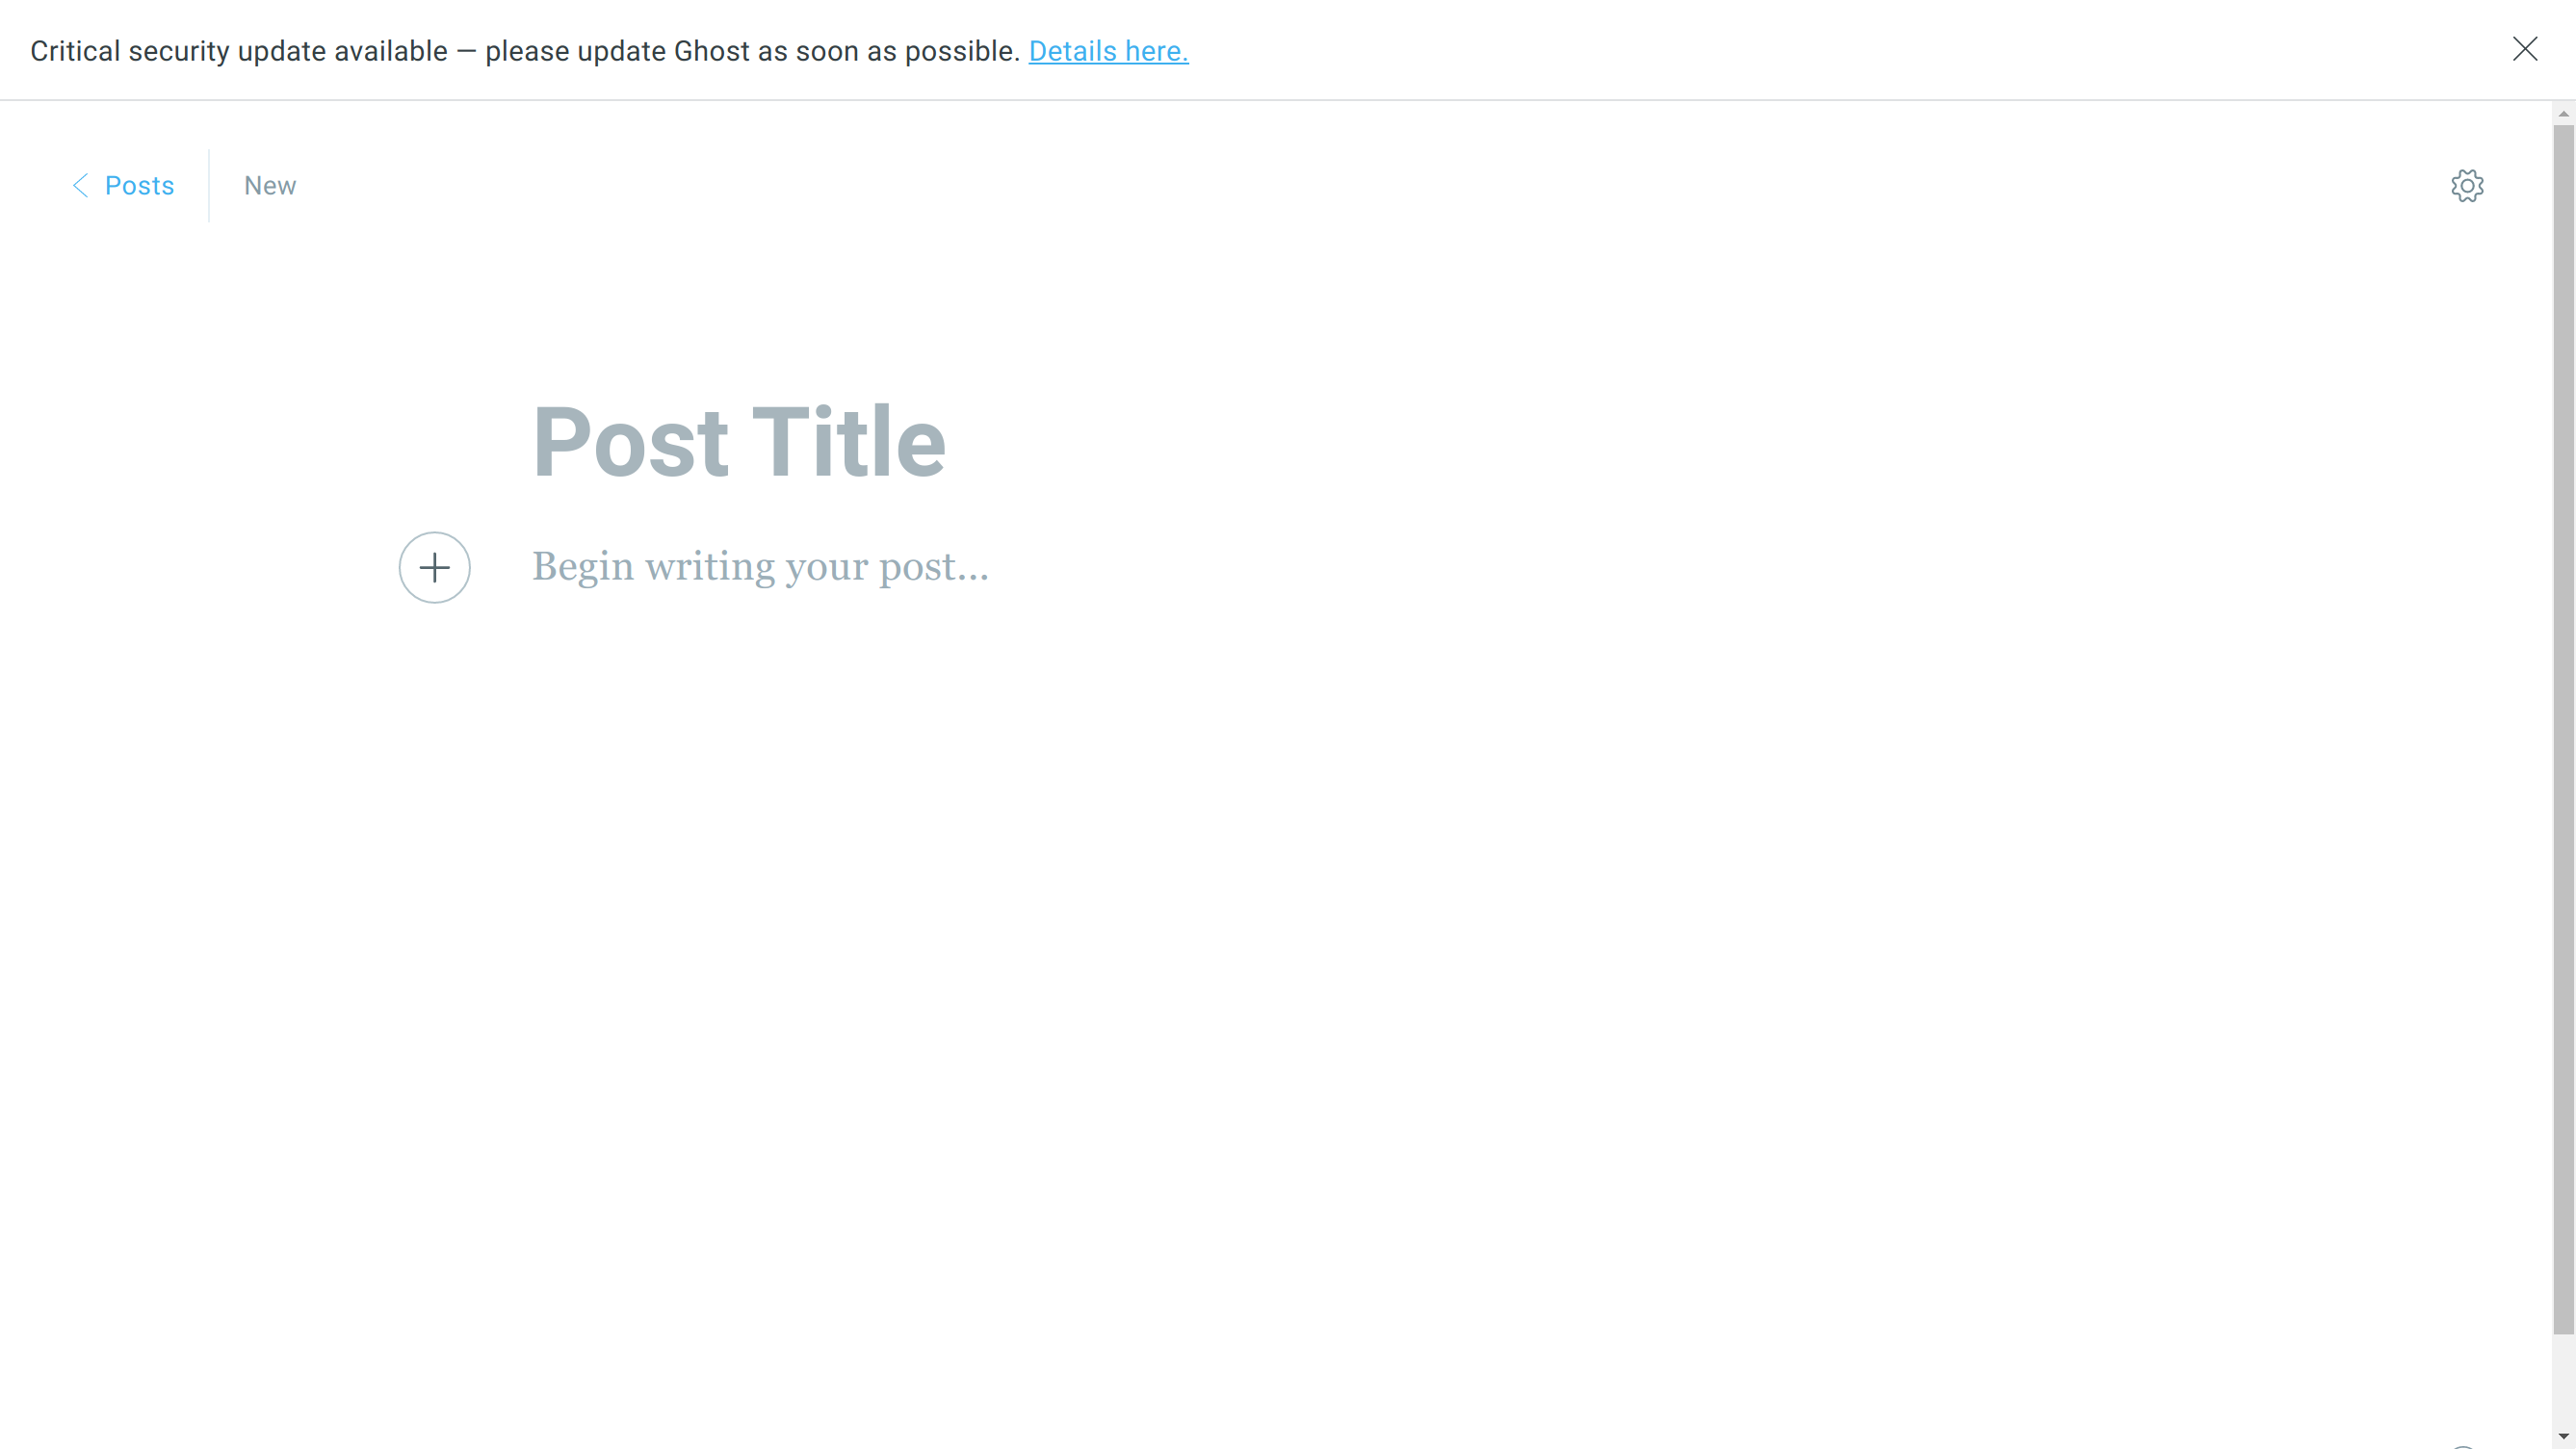 Critical security update available — please update Ghost as soon as possible. Details here.
Posts
New
Post Title
Begin writing your post...